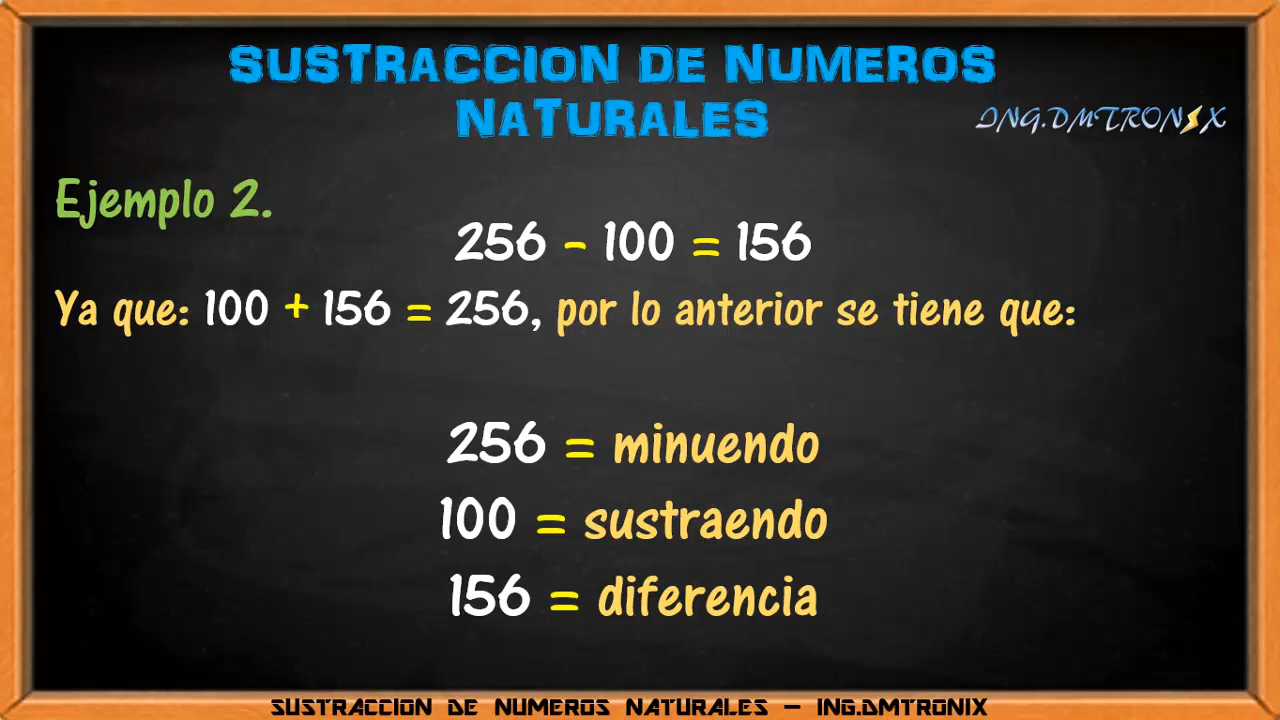 SUSTRACCION DE NUMEROS
NATURALES
ING.DMTRONIX
Ejemplo 2.
256 - 100 = 156
Ya que: 100 + 156 = 256, por lo anterior se tiene que:
256 = minuendo
100 = sustraendo
156 = diferencia
SUSTRACCION DE NUMEROS NATURALES - ING.DMTRONIX